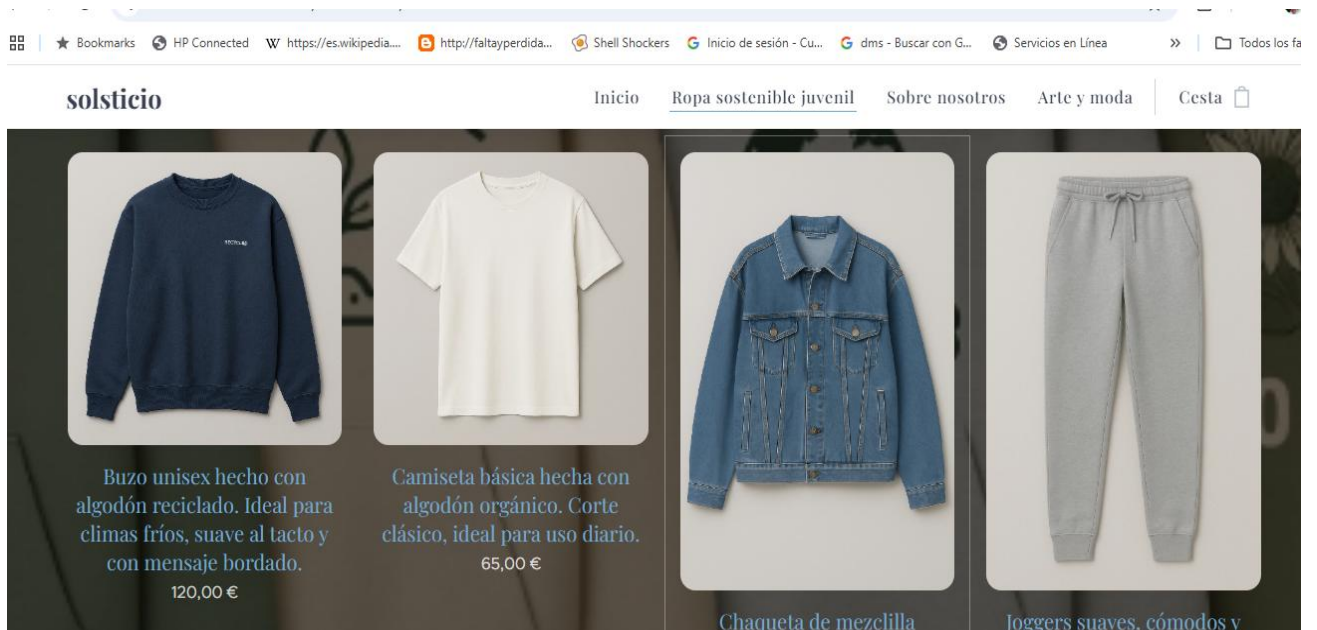 Bookmarks HP Connected W https://es.wikipedia.... http://faltayperdida... Shell Shockers G Inicio de sesión - Cu... G dms - Buscar con G... Servicios en Línea » Todos los fa
solsticio Inicio Ropa sostenible juvenil Sobre nosotros Arte y moda Cesta
Buzo unisex hecho con
algodón reciclado. Ideal para
climas fríos, suave al tacto y
con mensaje bordado.
120,00 €
Camiseta básica hecha con
algodón orgánico. Corte
clásico, ideal para uso diario.
65,00 €
Chaqueta de mezclilla
Joggers suaves, cómodos y